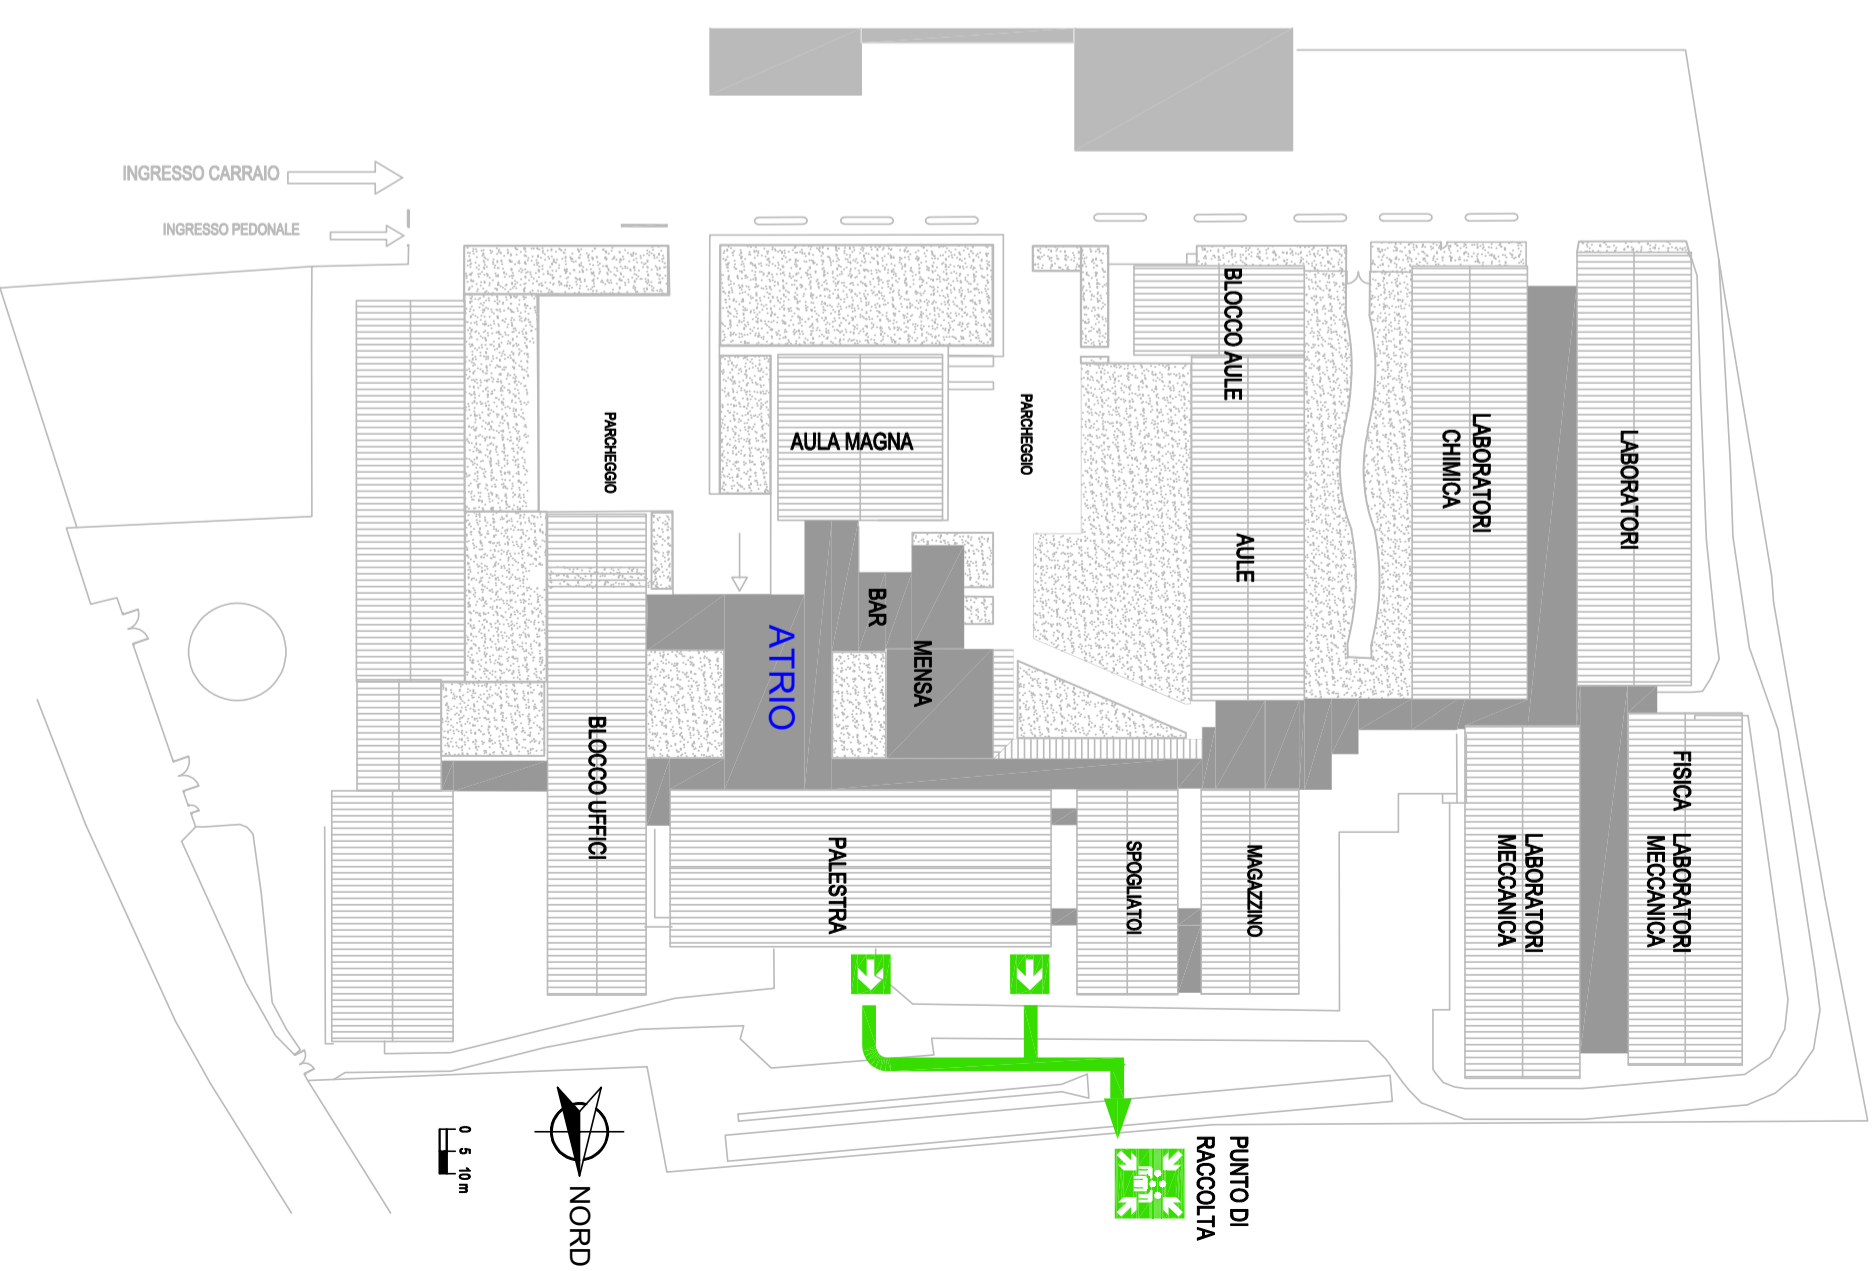 INGRESSO CARRAIO
INGRESSO PEDONALE
PARCHEGGIO
AULA MAGNA
PARCHEGGIO
BLOCCO AULE
AULE
LABORATORI
CHIMICA
LABORATORI
BAR
MENSA
ATRIO
BLOCCO UFFICI
PALESTRA
SPOGLIATOI
MAGAZZINO
LABORATORI
MECCANICA
FISICA LABORATORI
MECCANICA
PUNTO DI
RACCOLTA
0 5 10 m
NORD